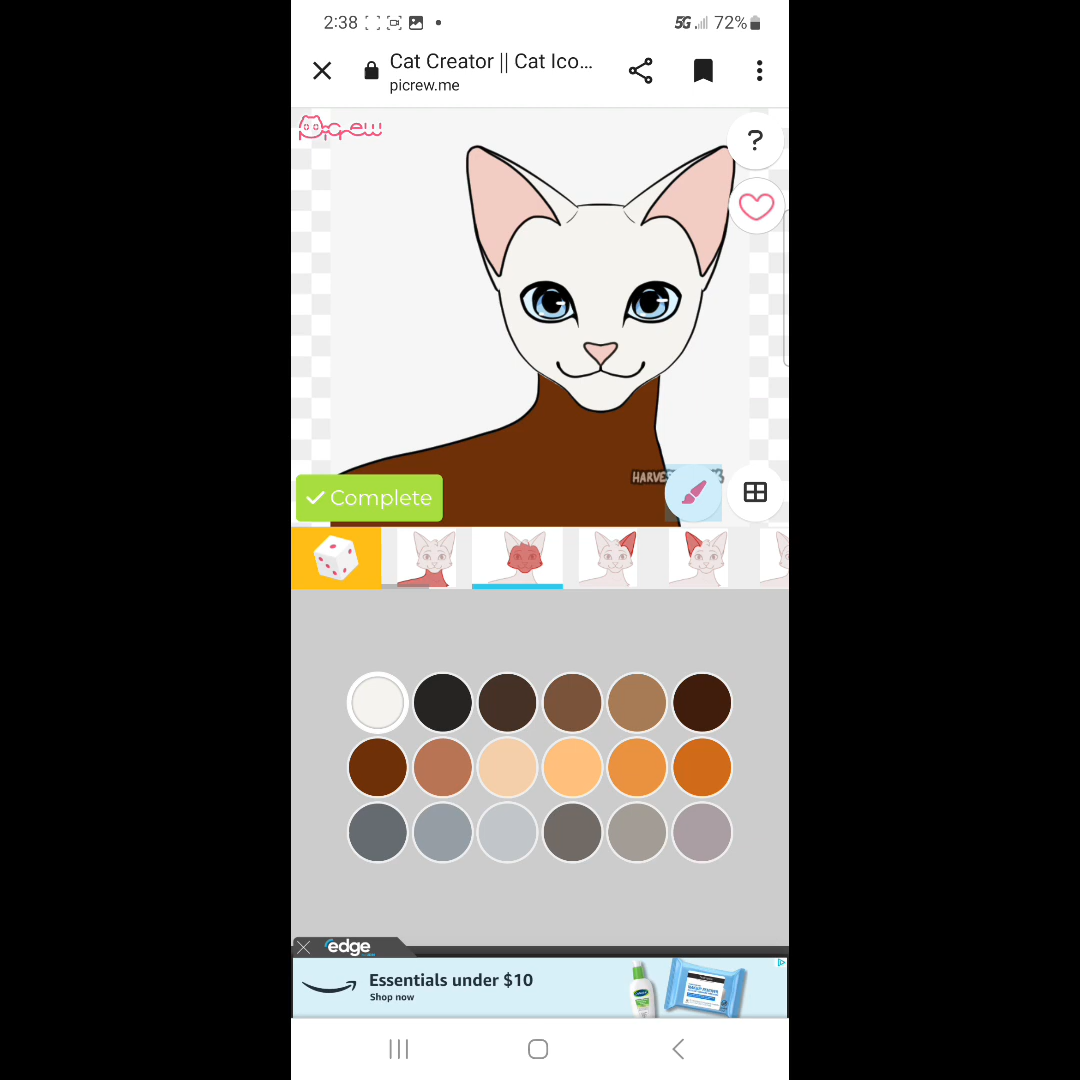 2:38
5G 72%
Cat Creator || Cat Ico...
picrew.me
Picrew
?
Complete
edge
Essentials under $10
Shop now